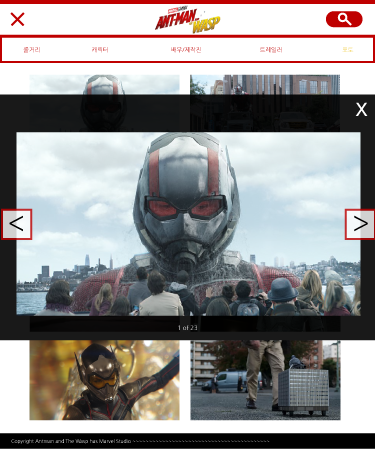 MARVEL STUDIOS
ANT-MAN
AND THE
WASP
줄거리
캐릭터
배우/제작진
트레일러
포토
X
<
>
1 of 23
Copyright Antman and The Wasp has Marvel Studio ~~~~~~~~~~~~~~~~~~~~~~~~~~~~~~~~~~~~~~~~